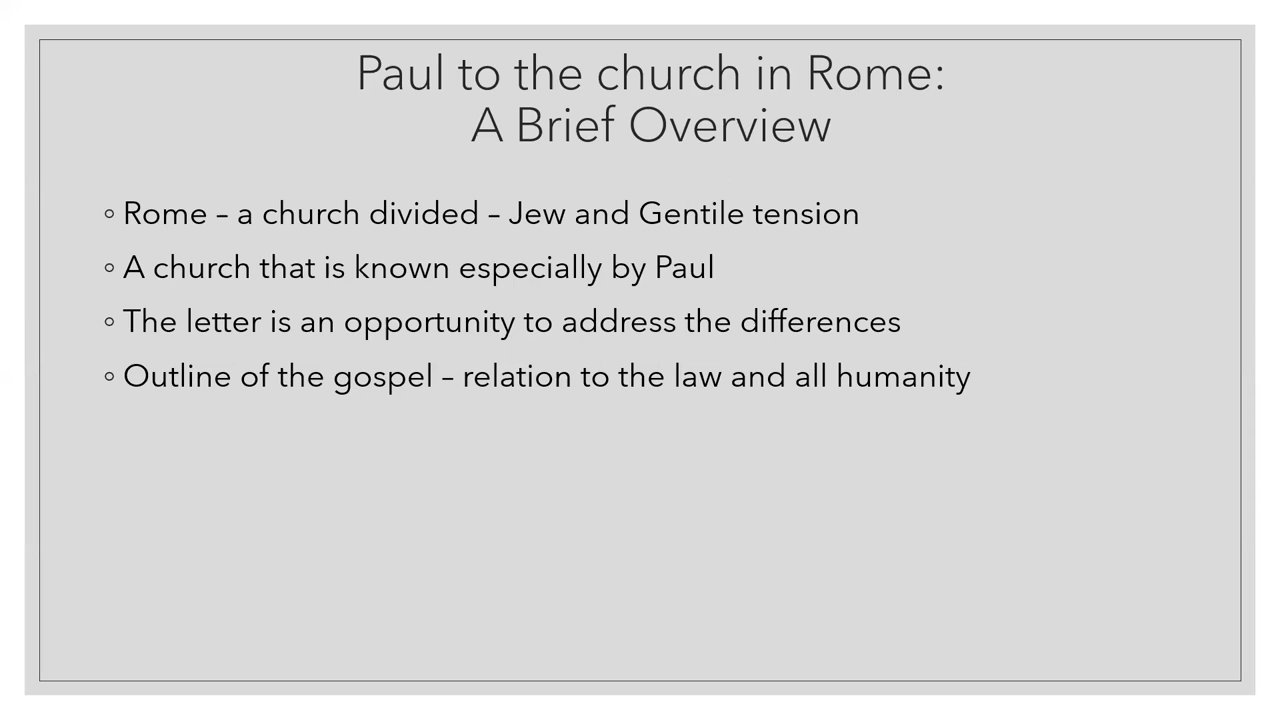 Paul to the church in Rome:
A Brief Overview
◦ Rome – a church divided – Jew and Gentile tension
◦ A church that is known especially by Paul
◦ The letter is an opportunity to address the differences
◦ Outline of the gospel – relation to the law and all humanity